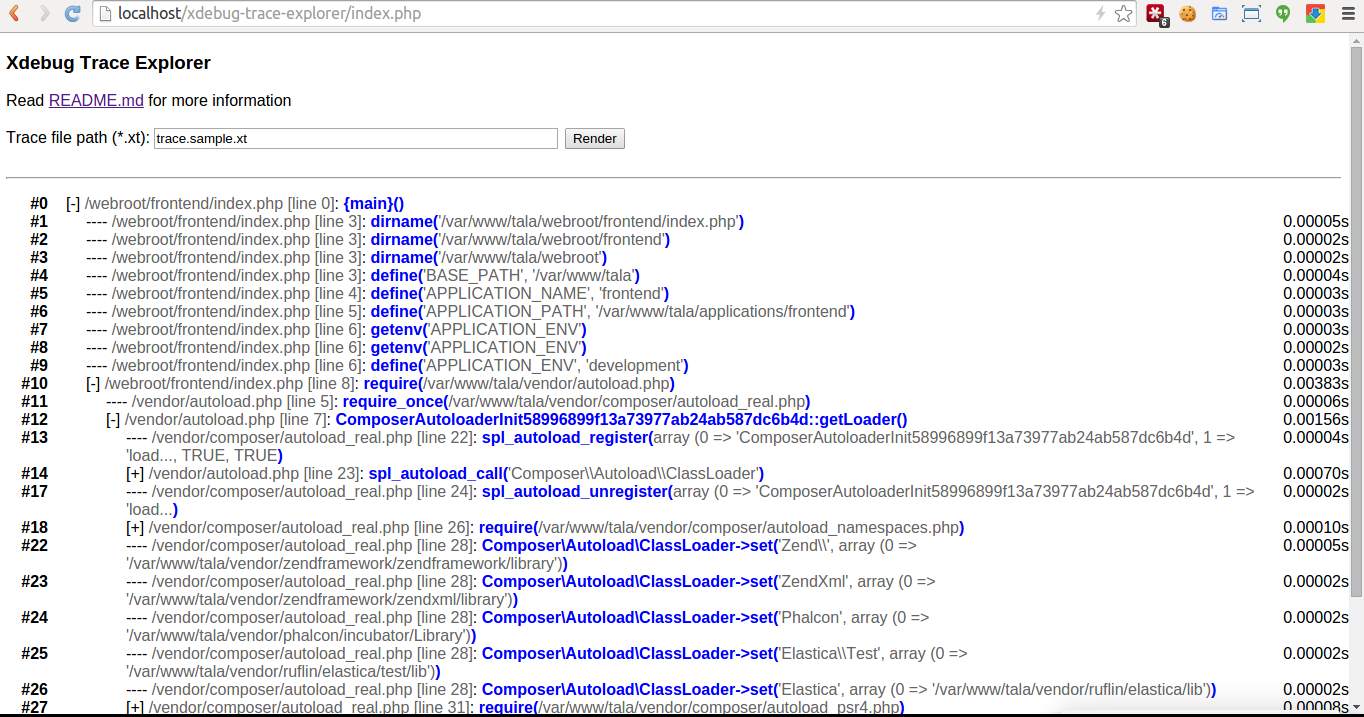 localhost/xdebug-trace-explorer/index.php
6
Xdebug Trace Explorer
Read README.md for more information
Trace file path (*.xt): trace.sample.xt Render
#0 [-] /webroot/frontend/index.php [line 0]: {main}()
#1 ---- /webroot/frontend/index.php [line 3]: dirname('/var/www/tala/webroot/frontend/index.php') 0.00005s
#2 ---- /webroot/frontend/index.php [line 3]: dirname('/var/www/tala/webroot/frontend') 0.00002s
#3 ---- /webroot/frontend/index.php [line 3]: dirname('/var/www/tala/webroot') 0.00002s
#4 ---- /webroot/frontend/index.php [line 3]: define('BASE_PATH', '/var/www/tala') 0.00004s
#5 ---- /webroot/frontend/index.php [line 4]: define('APPLICATION_NAME', 'frontend') 0.00003s
#6 ---- /webroot/frontend/index.php [line 5]: define('APPLICATION_PATH', '/var/www/tala/applications/frontend') 0.00003s
#7 ---- /webroot/frontend/index.php [line 6]: getenv('APPLICATION_ENV') 0.00003s
#8 ---- /webroot/frontend/index.php [line 6]: getenv('APPLICATION_ENV') 0.00002s
#9 ---- /webroot/frontend/index.php [line 6]: define('APPLICATION_ENV', 'development') 0.00003s
#10 [-] /webroot/frontend/index.php [line 8]: require(/var/www/tala/vendor/autoload.php) 0.00383s
#11 ---- /vendor/autoload.php [line 5]: require_once(/var/www/tala/vendor/composer/autoload_real.php) 0.00006s
#12 [-] /vendor/autoload.php [line 7]: ComposerAutoloaderInit58996899f13a73977ab24ab587dc6b4d::getLoader() 0.00156s
#13 ---- /vendor/composer/autoload_real.php [line 22]: spl_autoload_register(array (0 => 'ComposerAutoloaderInit58996899f13a73977ab24ab587dc6b4d', 1 => 0.00004s
'load..., TRUE, TRUE)
#14 [+] /vendor/autoload.php [line 23]: spl_autoload_call('Composer\\Autoload\\ClassLoader') 0.00070s
#17 ---- /vendor/composer/autoload_real.php [line 24]: spl_autoload_unregister(array (0 => 'ComposerAutoloaderInit58996899f13a73977ab24ab587dc6b4d', 1 => 0.00002s
'load...)
#18 [+] /vendor/composer/autoload_real.php [line 26]: require(/var/www/tala/vendor/composer/autoload_namespaces.php) 0.00010s
#22 ---- /vendor/composer/autoload_real.php [line 28]: Composer\Autoload\ClassLoader->set('Zend\\', array (0 => 0.00005s
'/var/www/tala/vendor/zendframework/zendframework/library'))
#23 ---- /vendor/composer/autoload_real.php [line 28]: Composer\Autoload\ClassLoader->set('ZendXml', array (0 => 0.00002s
'/var/www/tala/vendor/zendframework/zendxml/library'))
#24 ---- /vendor/composer/autoload_real.php [line 28]: Composer\Autoload\ClassLoader->set('Phalcon', array (0 => 0.00002s
'/var/www/tala/vendor/phalcon/incubator/Library'))
#25 ---- /vendor/composer/autoload_real.php [line 28]: Composer\Autoload\ClassLoader->set('Elastica\\Test', array (0 => 0.00002s
'/var/www/tala/vendor/ruflin/elastica/test/lib'))
#26 ---- /vendor/composer/autoload_real.php [line 28]: Composer\Autoload\ClassLoader->set('Elastica', array (0 => '/var/www/tala/vendor/ruflin/elastica/lib')) 0.00002s
#27 [+] /vendor/composer/autoload_real.php [line 31]: require(/var/www/tala/vendor/composer/autoload_psr4.php) 0.00008s